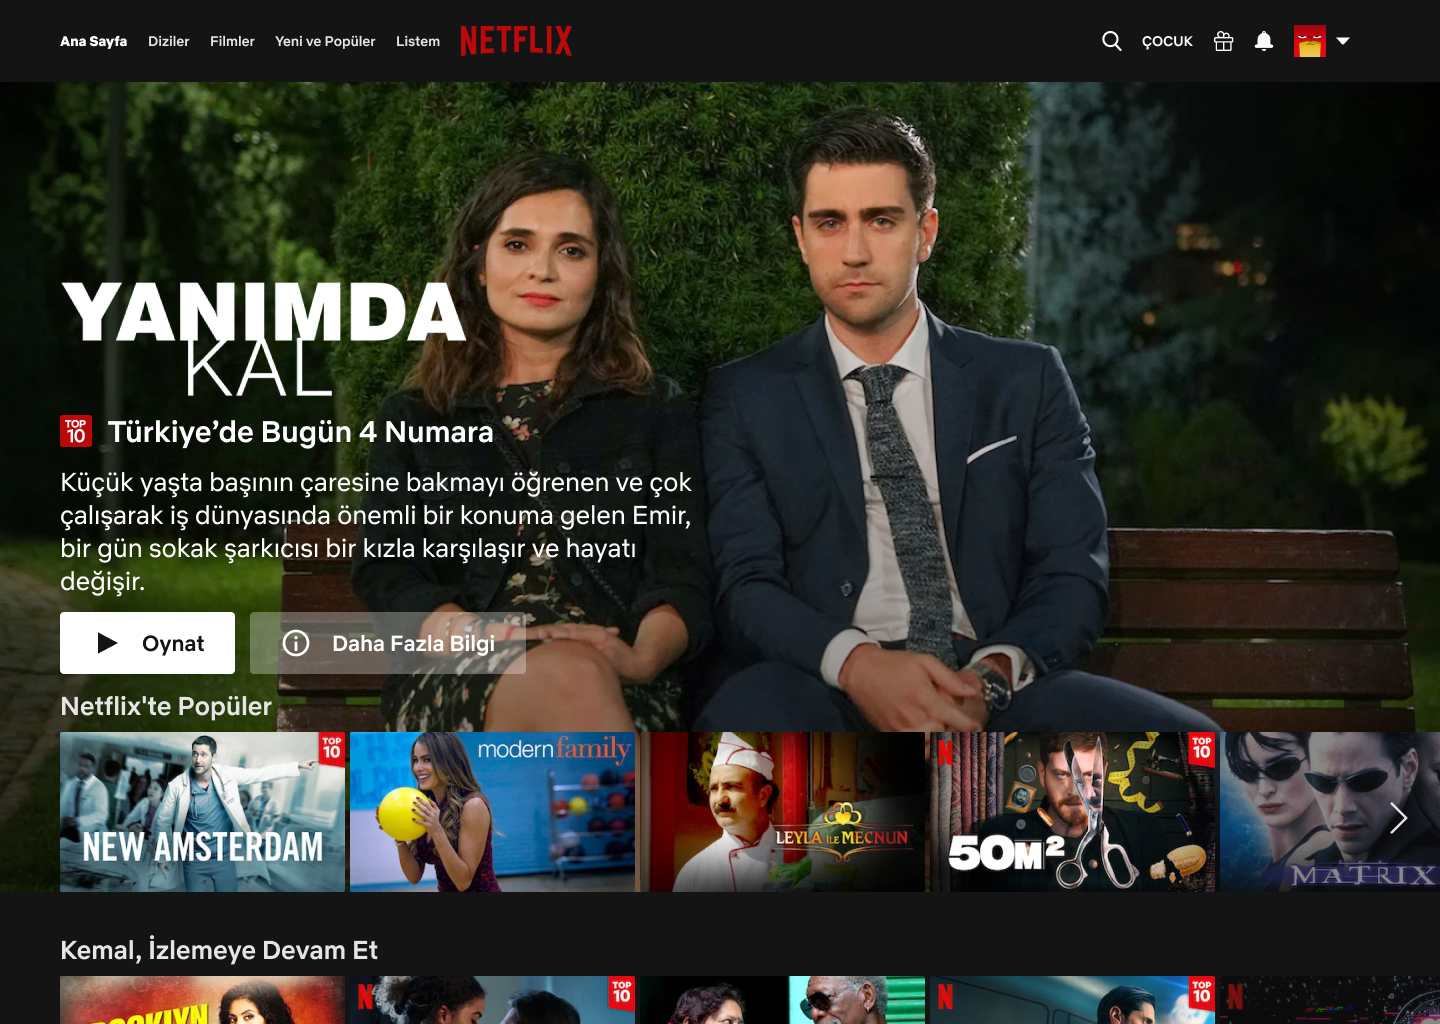 Ana Sayfa
Diziler
Filmler
Yeni ve Popüler
Listem
NETFLIX
ÇOCUK
YANIMDA
KAL
TOP
10
Türkiye’de Bugün 4 Numara
Küçük yaşta başının çaresine bakmayı öğrenen ve çok
çalışarak iş dünyasında önemli bir konuma gelen Emir,
bir gün sokak şarkıcısı bir kızla karşılaşır ve hayatı
değişir.
Oynat
Daha Fazla Bilgi
Netflix'te Popüler
TOP
10
NEW AMSTERDAM
modern family
LEYLA İLE MECNUN
N
TOP
10
50M²
MATRIX
Kemal, İzlemeye Devam Et
N
TOP
10
N
TOP
10
N